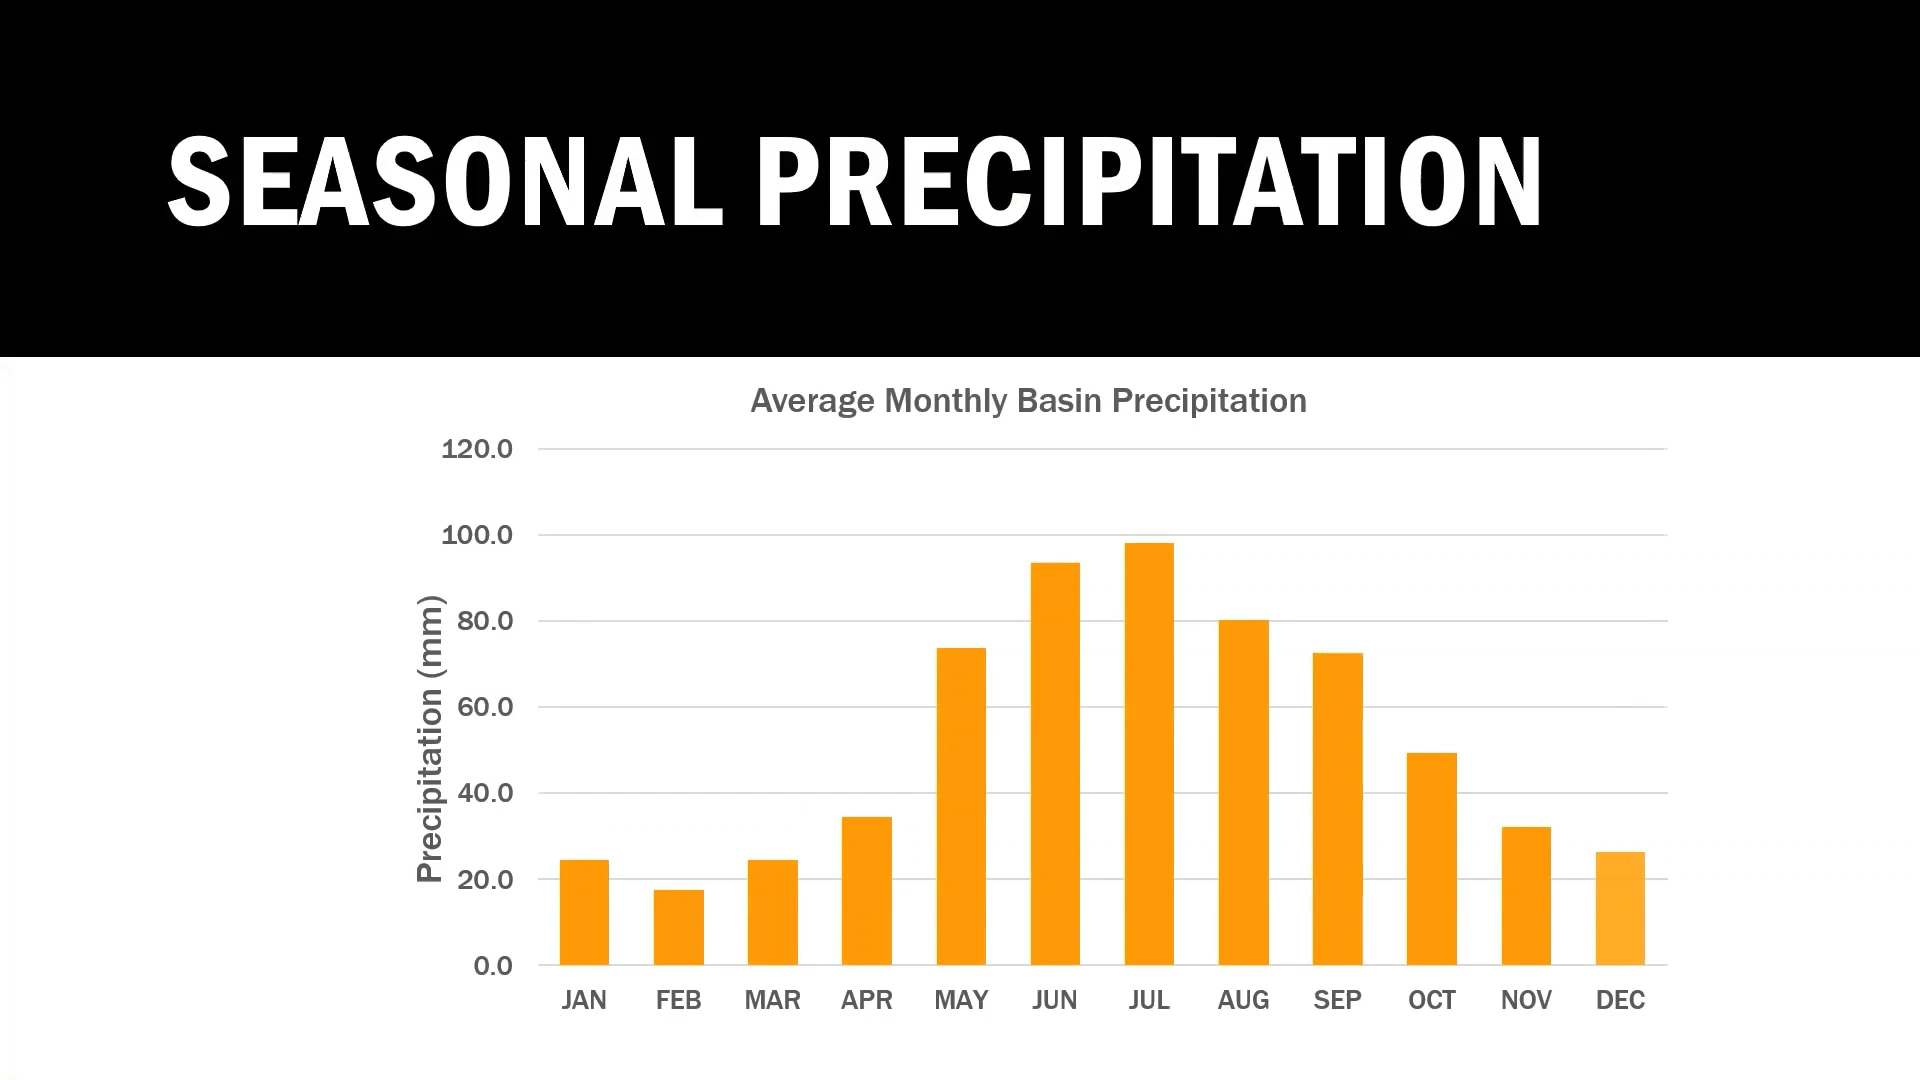 SEASONAL PRECIPITATION
Average Monthly Basin Precipitation
Precipitation (mm)
120.0
100.0
80.0
60.0
40.0
20.0
0.0
JAN FEB MAR APR MAY JUN JUL AUG SEP OCT NOV DEC